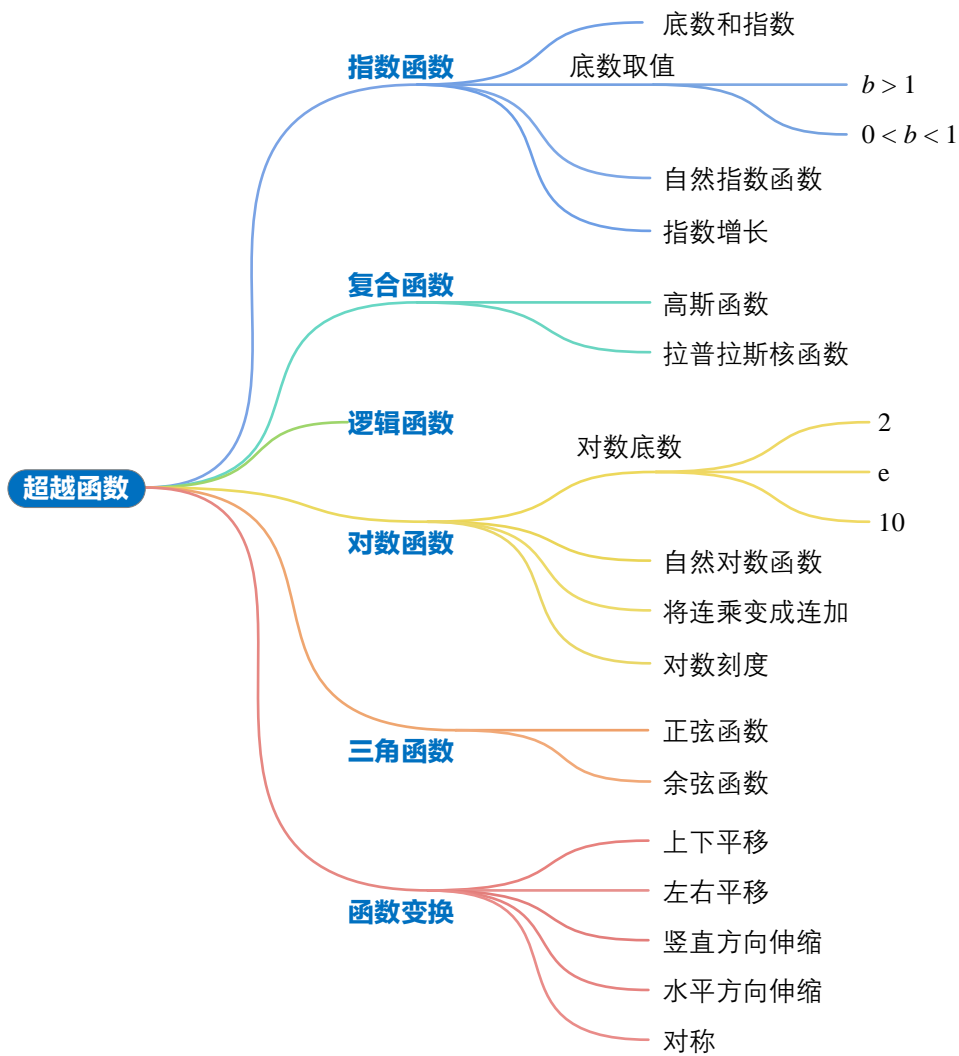 超越函数
指数函数
底数和指数
底数取值
b > 1
0 < b < 1
自然指数函数
指数增长
复合函数
高斯函数
拉普拉斯核函数
逻辑函数
对数函数
对数底数
2
e
10
自然对数函数
将连乘变成连加
对数刻度
三角函数
正弦函数
余弦函数
函数变换
上下平移
左右平移
竖直方向伸缩
水平方向伸缩
对称